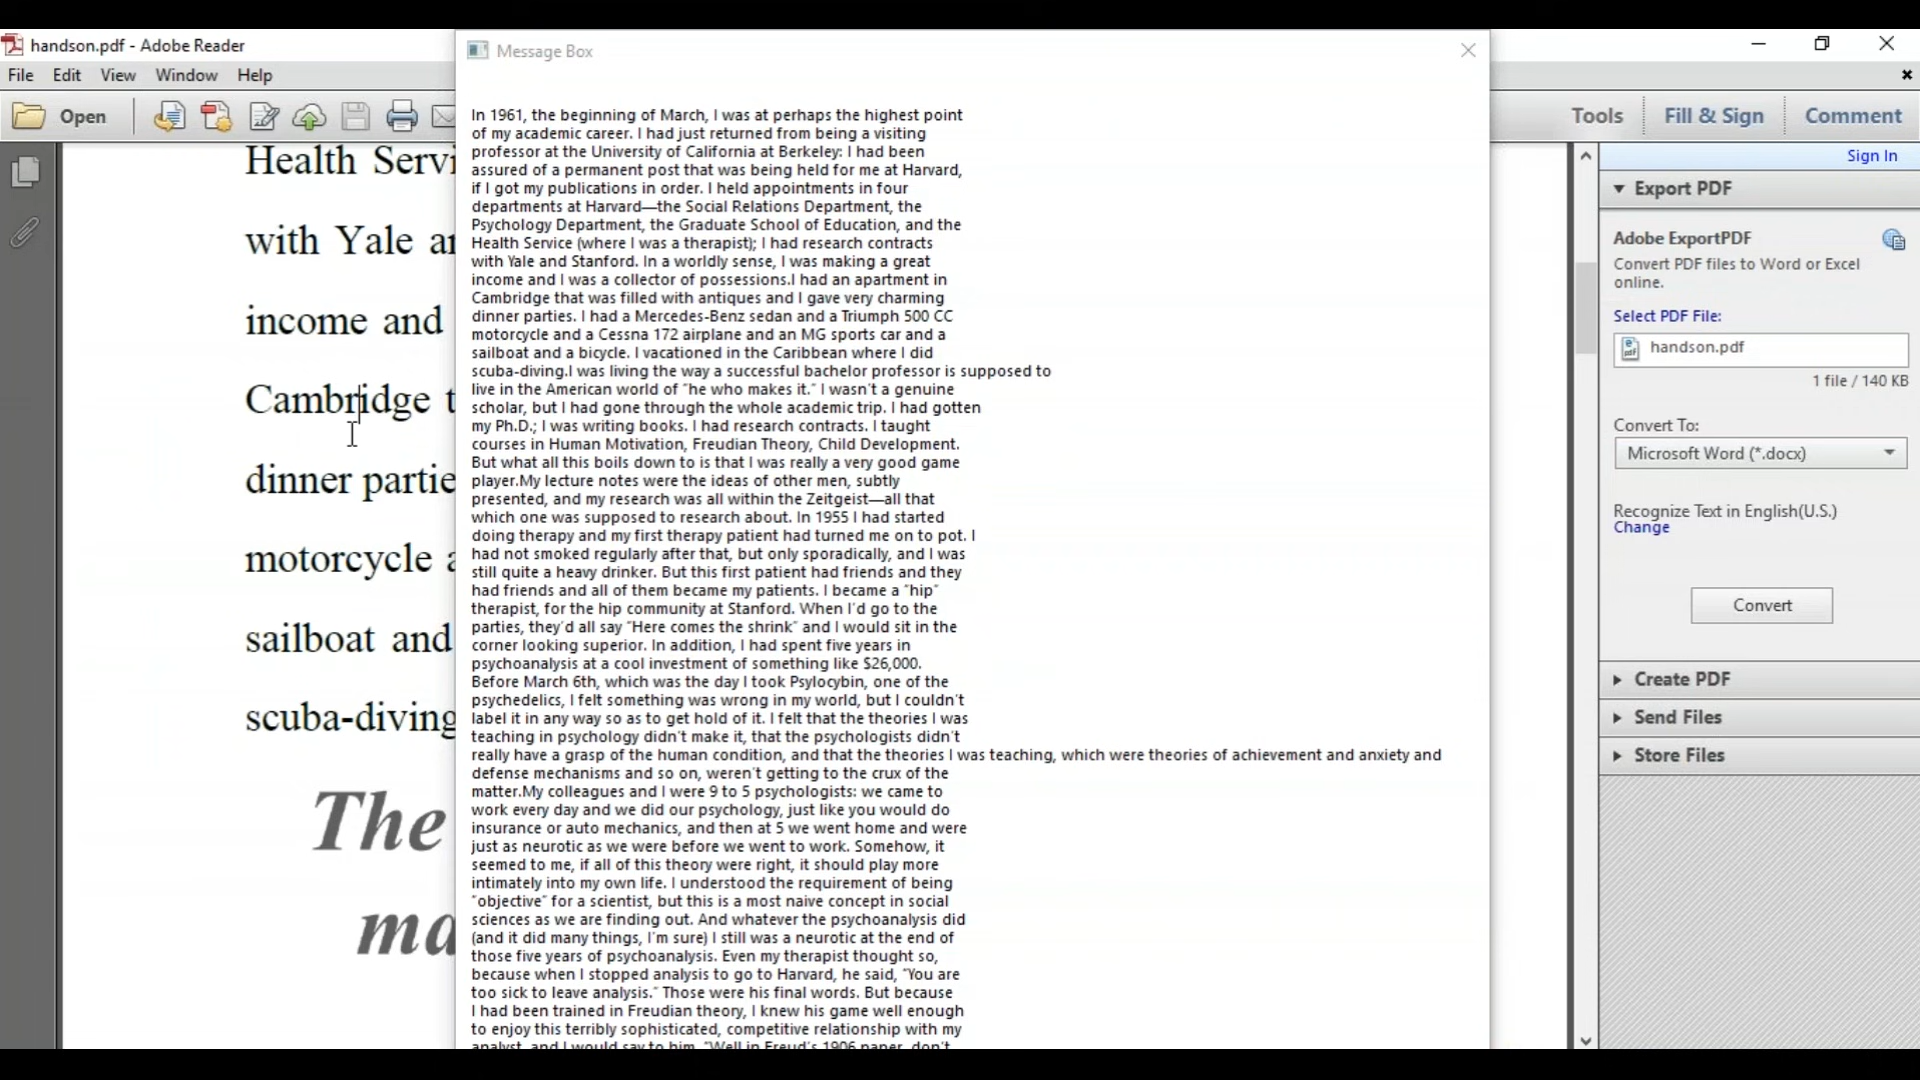 handson.pdf - Adobe Reader
File Edit View Window Help
Open
Tools Fill & Sign Comment
Health Servi
with Yale ar
income and
Cambridge t
dinner partie
motorcycle a
sailboat and
scuba-diving
The
ma
Message Box
In 1961, the beginning of March, I was at perhaps the highest point
of my academic career. I had just returned from being a visiting
professor at the University of California at Berkeley: I had been
assured of a permanent post that was being held for me at Harvard,
if I got my publications in order. I held appointments in four
departments at Harvard—the Social Relations Department, the
Psychology Department, the Graduate School of Education, and the
Health Service (where I was a therapist); I had research contracts
with Yale and Stanford. In a worldly sense, I was making a great
income and I was a collector of possessions.I had an apartment in
Cambridge that was filled with antiques and I gave very charming
dinner parties. I had a Mercedes-Benz sedan and a Triumph 500 CC
motorcycle and a Cessna 172 airplane and an MG sports car and a
sailboat and a bicycle. I vacationed in the Caribbean where I did
scuba-diving.I was living the way a successful bachelor professor is supposed to
live in the American world of "he who makes it." I wasn't a genuine
scholar, but I had gone through the whole academic trip. I had gotten
my Ph.D.; I was writing books. I had research contracts. I taught
courses in Human Motivation, Freudian Theory, Child Development.
But what all this boils down to is that I was really a very good game
player.My lecture notes were the ideas of other men, subtly
presented, and my research was all within the Zeitgeist—all that
which one was supposed to research about. In 1955 I had started
doing therapy and my first therapy patient had turned me on to pot. I
had not smoked regularly after that, but only sporadically, and I was
still quite a heavy drinker. But this first patient had friends and they
had friends and all of them became my patients. I became a "hip"
therapist, for the hip community at Stanford. When I'd go to the
parties, they'd all say "Here comes the shrink" and I would sit in the
corner looking superior. In addition, I had spent five years in
psychoanalysis at a cool investment of something like $26,000.
Before March 6th, which was the day I took Psylocybin, one of the
psychedelics, I felt something was wrong in my world, but I couldn't
label it in any way so as to get hold of it. I felt that the theories I was
teaching in psychology didn't make it, that the psychologists didn't
really have a grasp of the human condition, and that the theories I was teaching, which were theories of achievement and anxiety and
defense mechanisms and so on, weren't getting to the crux of the
matter.My colleagues and I were 9 to 5 psychologists: we came to
work every day and we did our psychology, just like you would do
insurance or auto mechanics, and then at 5 we went home and were
just as neurotic as we were before we went to work. Somehow, it
seemed to me, if all of this theory were right, it should play more
intimately into my own life. I understood the requirement of being
"objective" for a scientist, but this is a most naive concept in social
sciences as we are finding out. And whatever the psychoanalysis did
(and it did many things, I'm sure) I still was a neurotic at the end of
those five years of psychoanalysis. Even my therapist thought so,
because when I stopped analysis to go to Harvard, he said, "You are
too sick to leave analysis." Those were his final words. But because
I had been trained in Freudian theory, I knew his game well enough
to enjoy this terribly sophisticated, competitive relationship with my
analyst, and I would say to him, "Well in Freud's 1906 paper, don't
Sign In
Export PDF
Adobe ExportPDF
Convert PDF files to Word or Excel
online.
Select PDF File:
handson.pdf
1 file / 140 KB
Convert To:
Microsoft Word (*.docx)
Recognize Text in English(U.S.)
Change
Convert
Create PDF
Send Files
Store Files